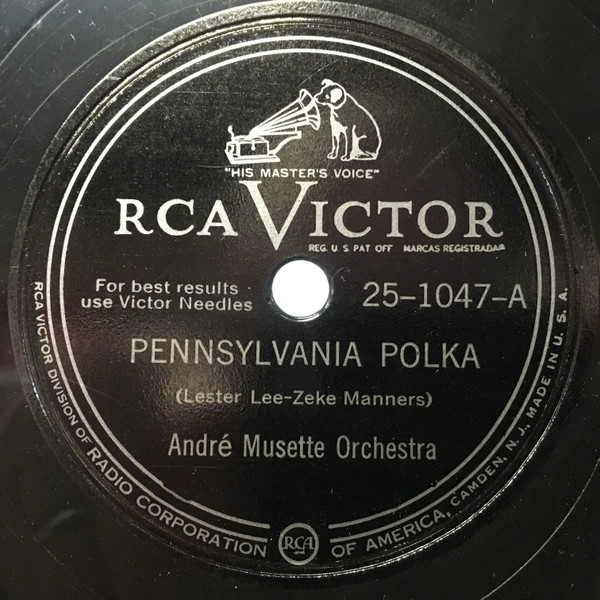 "HIS MASTER'S VOICE"
RCA VICTOR
REG. U. S. PAT OFF MARCAS REGISTRADAS
For best results
use Victor Needles
25-1047-A
PENNSYLVANIA POLKA
(Lester Lee-Zeke Manners)
André Musette Orchestra
RCA VICTOR DIVISION OF RADIO CORPORATION OF AMERICA, CAMDEN, N. J., MADE IN U. S. A.
RCA